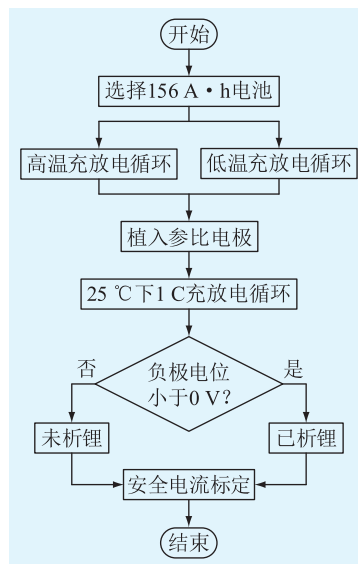 开始
选择156 A·h电池
高温充放电循环
低温充放电循环
植入参比电极
25 ℃下1 C充放电循环
负极电位
小于0 V?
否
是
未析锂
已析锂
安全电流标定
结束